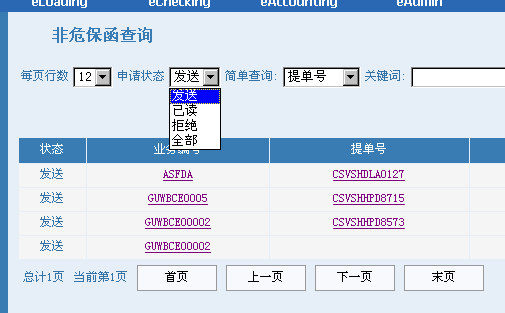 eLoading eChecking eAccounting eAdmin
非危保函查询
每页行数 12 申请状态 发送 简单查询: 提单号 关键词:
发送
已读
拒绝
全部
状态 业务编号 提单号
发送 ASFDA CSVSHDLA0127
发送 GUWBCE0005 CSVSHHPD8715
发送 GUWBCE00002 CSVSHHPD8573
发送 GUWBCE00002
总计1页 当前第1页 首页 上一页 下一页 末页